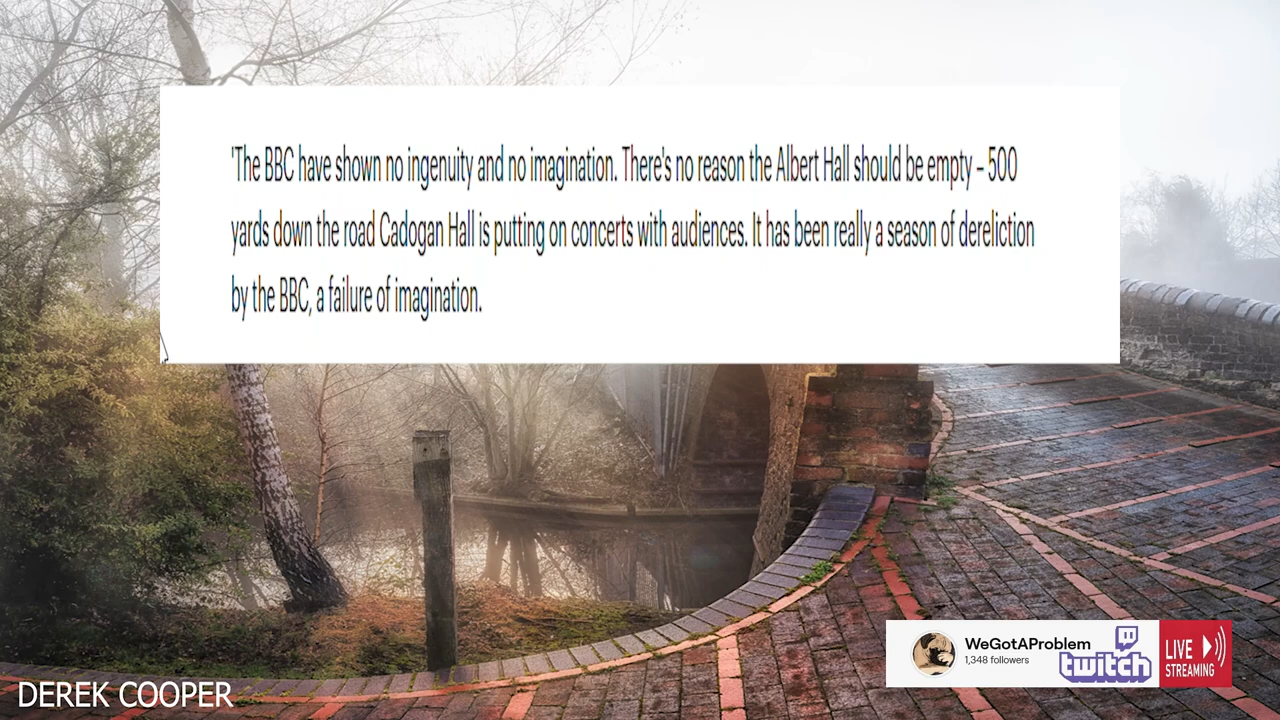 'The BBC have shown no ingenuity and no imagination. There's no reason the Albert Hall should be empty – 500
yards down the road Cadogan Hall is putting on concerts with audiences. It has been really a season of dereliction
by the BBC, a failure of imagination.
WeGotAProblem
1,348 followers
twitch
LIVE
STREAMING
DEREK COOPER